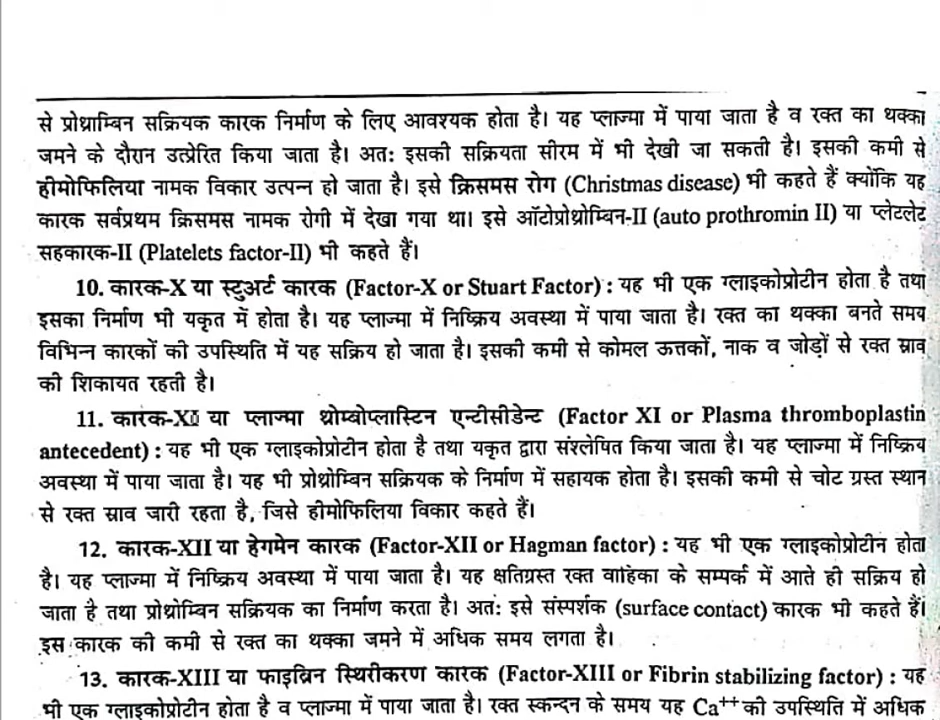 से प्रोथ्राम्बिन सक्रियक कारक निर्माण के लिए आवश्यक होता है। यह प्लाज्मा में पाया जाता है व रक्त का थक्का
जमने के दौरान उत्प्रेरित किया जाता है। अत: इसकी सक्रियता सीरम में भी देखी जा सकती है। इसकी कमी से
हीमोफिलिया नामक विकार उत्पन्न हो जाता है। इसे क्रिसमस रोग (Christmas disease) भी कहते हैं क्योंकि यह
कारक सर्वप्रथम क्रिसमस नामक रोगी में देखा गया था। इसे ऑटोप्रोथ्रोम्बिन-II (auto prothromin II) या प्लेटलेट
सहकारक-II (Platelets factor-II) भी कहते हैं।
10. कारक-X या स्टुअर्ट कारक (Factor-X or Stuart Factor) : यह भी एक ग्लाइकोप्रोटीन होता है तथा
इसका निर्माण भी यकृत में होता है। यह प्लाज्मा में निष्क्रिय अवस्था में पाया जाता है। रक्त का थक्का बनते समय
विभिन्न कारकों की उपस्थिति में यह सक्रिय हो जाता है। इसकी कमी से कोमल ऊत्तकों, नाक व जोड़ों से रक्त स्राव
की शिकायत रहती है।
11. कारक-XI या प्लाज्मा थ्रोम्बोप्लास्टिन एन्टीसीडेन्ट (Factor XI or Plasma thromboplastin
antecedent) : यह भी एक ग्लाइकोप्रोटीन होता है तथा यकृत द्वारा संश्लेषित किया जाता है। यह प्लाज्मा में निष्क्रिय
अवस्था में पाया जाता है। यह भी प्रोथ्रोम्बिन सक्रियक के निर्माण में सहायक होता है। इसकी कमी से चोट ग्रस्त स्थान
से रक्त स्राव जारी रहता है, जिसे हीमोफिलिया विकार कहते हैं।
12. कारक-XII या हेगमेन कारक (Factor-XII or Hagman factor) : यह भी एक ग्लाइकोप्रोटीन होता
है। यह प्लाज्मा में निष्क्रिय अवस्था में पाया जाता है। यह क्षतिग्रस्त रक्त वाहिका के सम्पर्क में आते ही सक्रिय हो
जाता है तथा प्रोथ्रोम्बिन सक्रियक का निर्माण करता है। अत: इसे संस्पर्शक (surface contact) कारक भी कहते हैं।
इस कारक की कमी से रक्त का थक्का जमने में अधिक समय लगता है।
13. कारक-XIII या फाइब्रिन स्थिरीकरण कारक (Factor-XIII or Fibrin stabilizing factor) : यह
भी एक ग्लाइकोप्रोटीन होता है व प्लाज्मा में पाया जाता है। रक्त स्कन्दन के समय यह Ca⁺⁺ की उपस्थिति में अधिक